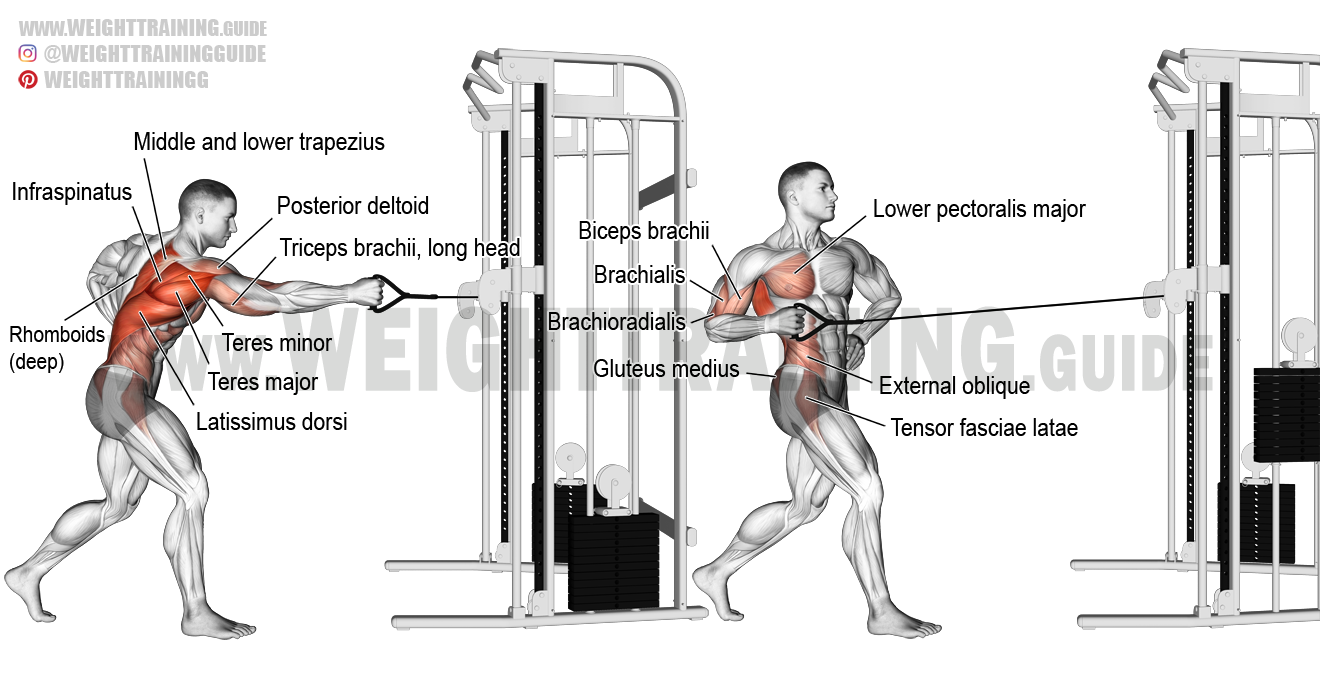 WWW.WEIGHTTRAINING.GUIDE
@WEIGHTTRAININGGUIDE
WEIGHTTRAININGG
Middle and lower trapezius
Infraspinatus
Posterior deltoid
Triceps brachii, long head
Rhomboids
(deep)
Teres minor
Teres major
Latissimus dorsi
Lower pectoralis major
Biceps brachii
Brachialis
Brachioradialis
Gluteus medius
External oblique
Tensor fasciae latae
WWW.WEIGHTTRAINING.GUIDE